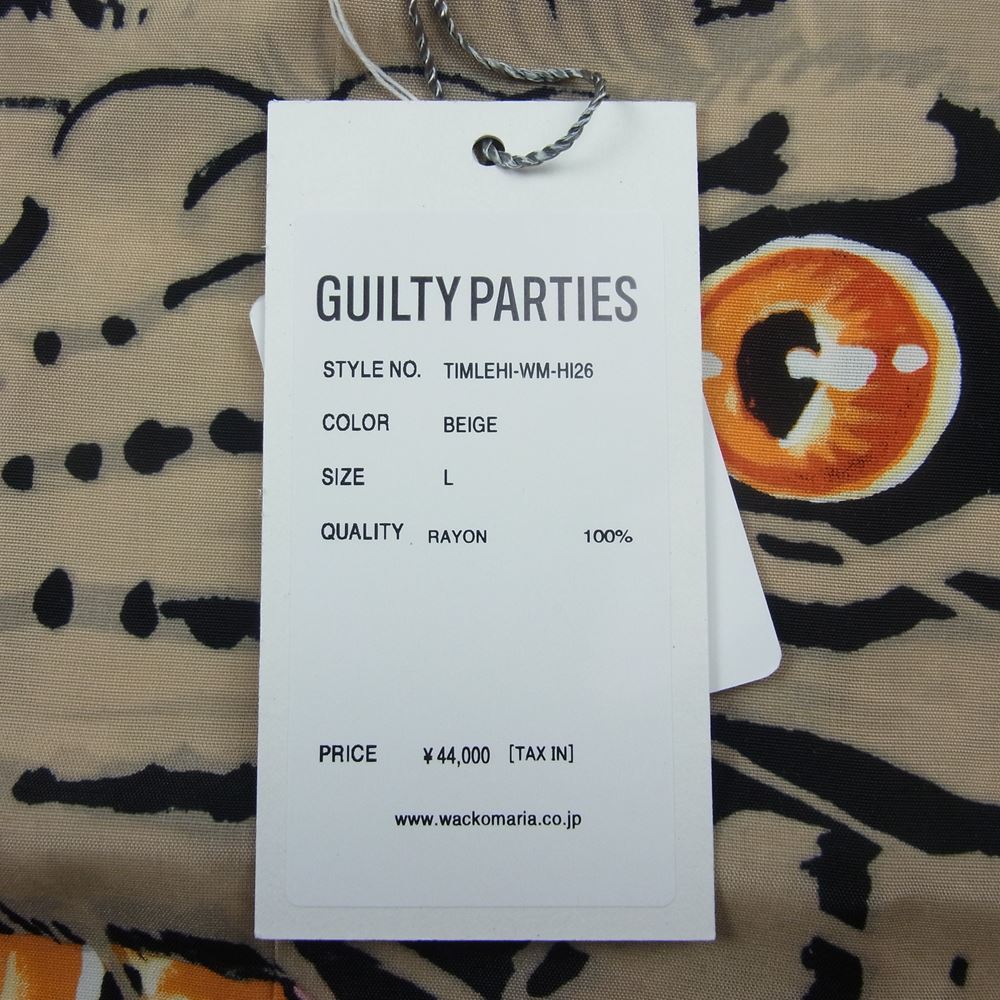 GUILTY PARTIES
STYLE NO. TIMLEHI-WM-HI26
COLOR BEIGE
SIZE L
QUALITY RAYON 100%
PRICE ¥44,000 [TAX IN]
www.wackomaria.co.jp